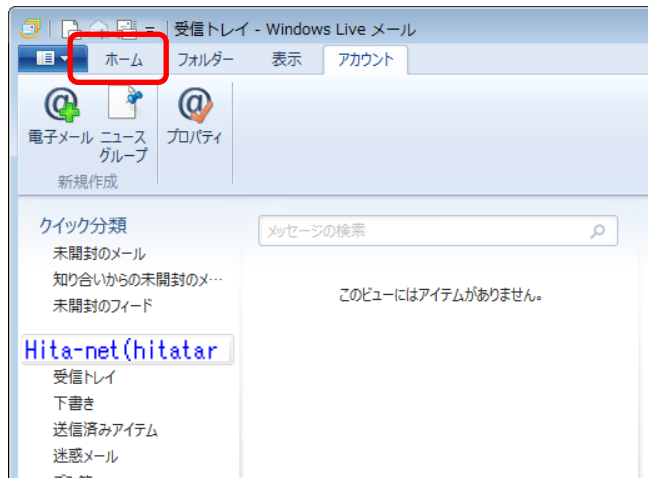 受信トレイ - Windows Live メール
ホーム フォルダー 表示 アカウント
電子メール ニュースグループ プロパティ
新規作成
クイック分類
メッセージの検索
未開封のメール
知り合いからの未開封のメ…
このビューにはアイテムがありません。
未開封のフィード
Hita-net(hitatar
受信トレイ
下書き
送信済みアイテム
迷惑メール